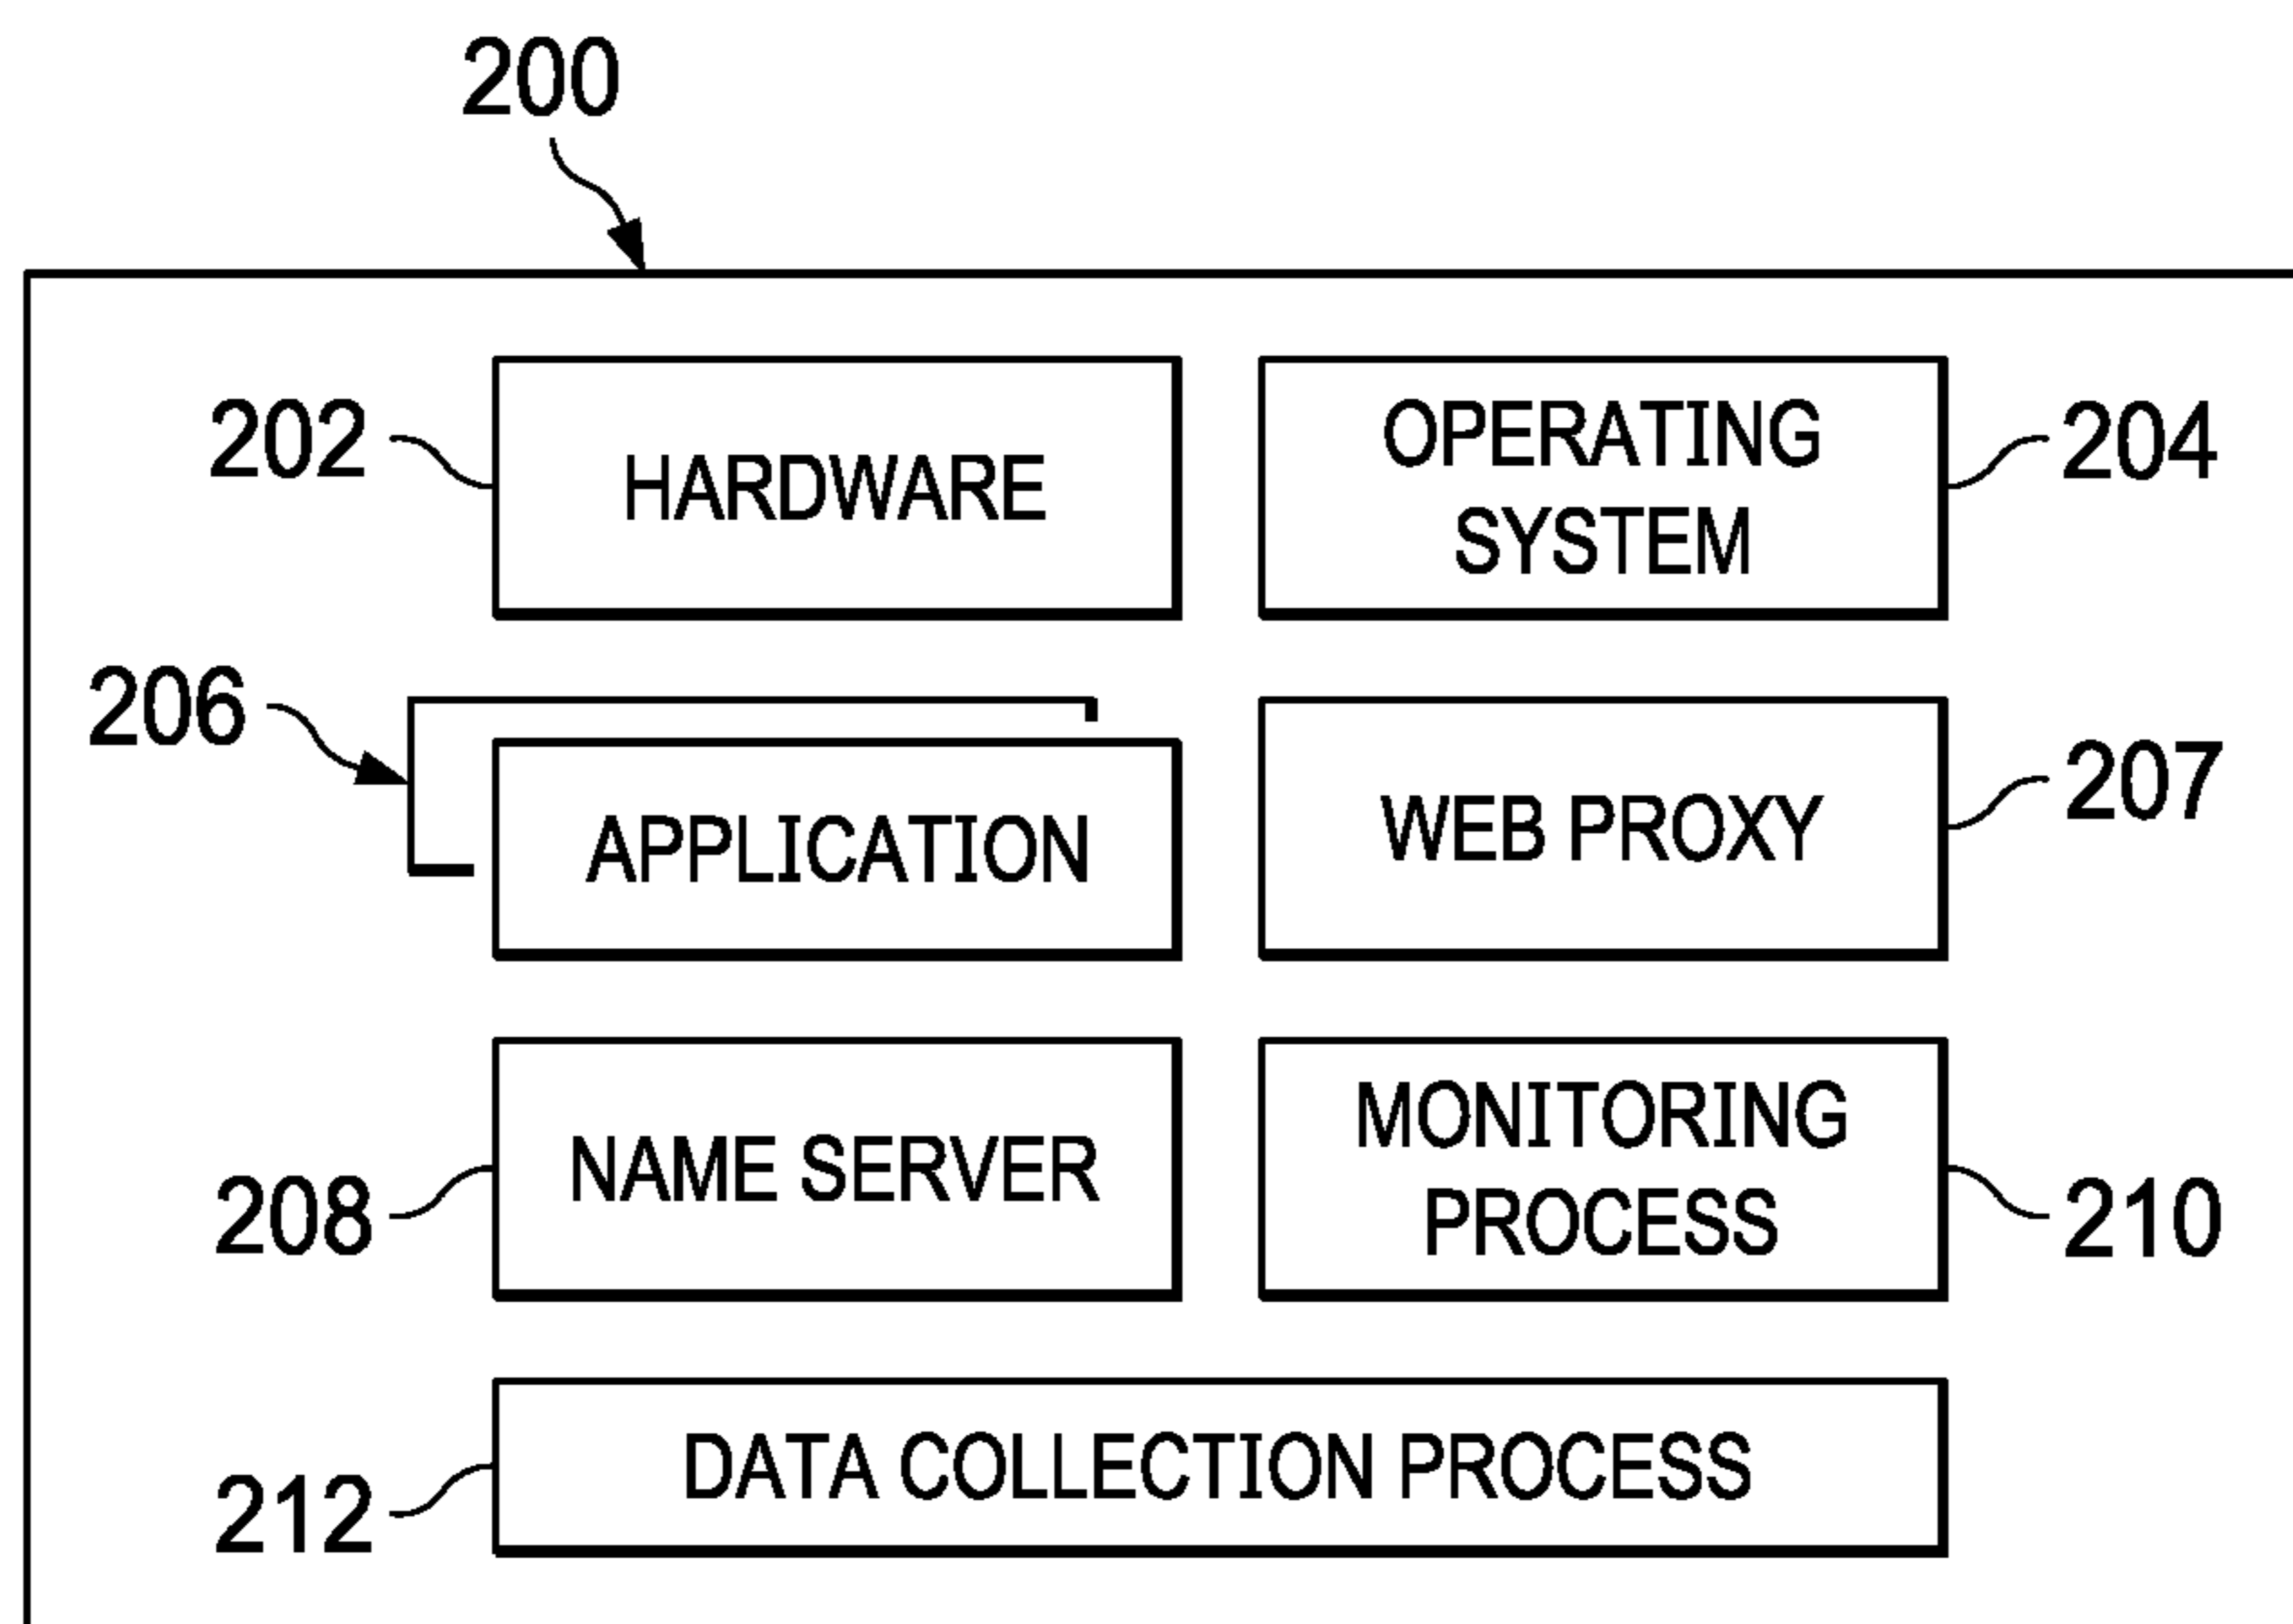 200
202
HARDWARE
OPERATING
SYSTEM
204
206
APPLICATION
WEB PROXY
207
208
NAME SERVER
MONITORING
PROCESS
210
212
DATA COLLECTION PROCESS